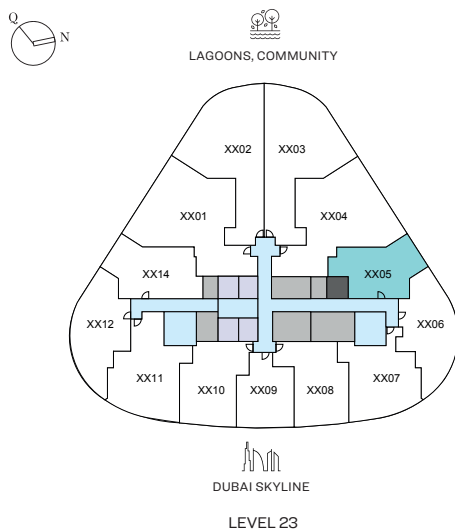 Q
N
LAGOONS, COMMUNITY
XX02 XX03
XX01 XX04
XX14 XX05
XX12 XX06
XX11 XX07
XX10 XX09 XX08
DUBAI SKYLINE
LEVEL 23